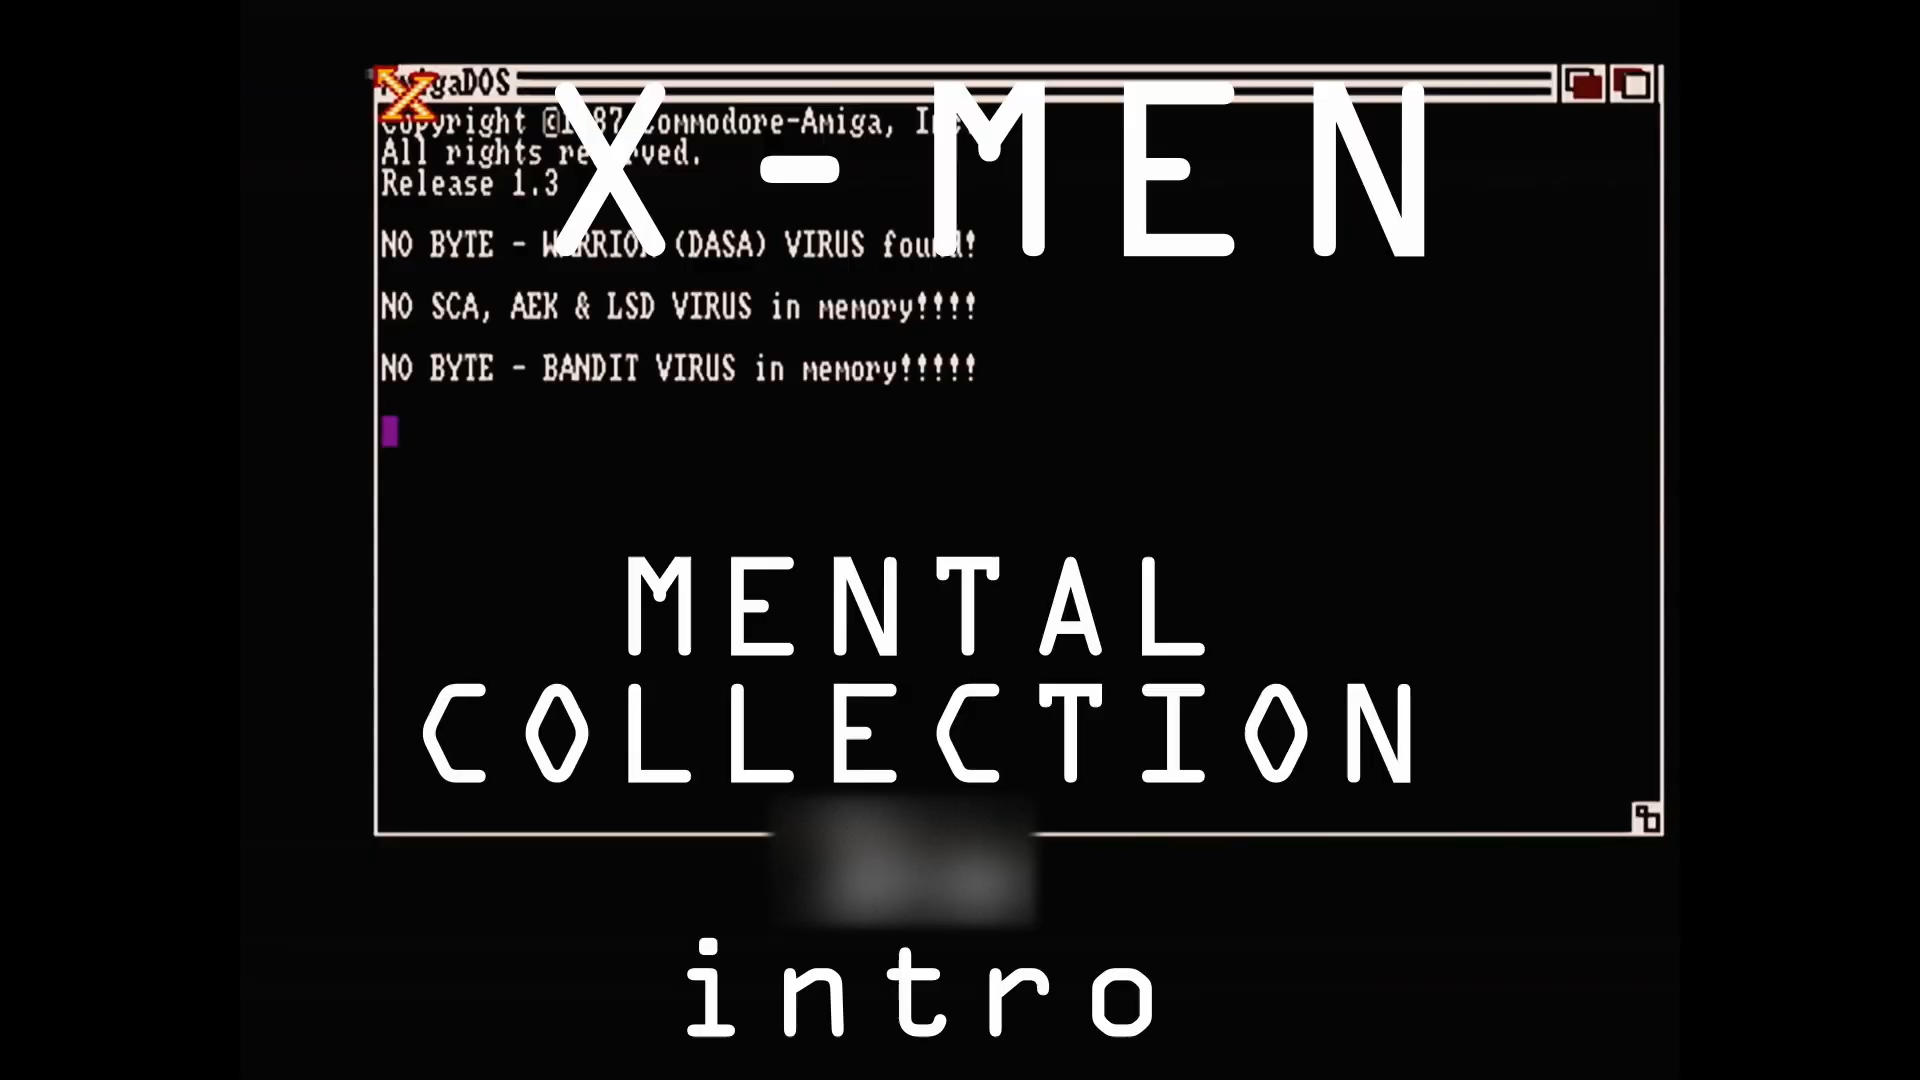 AmigaDOS
Copyright ©1987 Commodore-Amiga, Inc.
All rights reserved.
Release 1.3
NO BYTE - WARRIOR (DASA) VIRUS found!
NO SCA, AEK & LSD VIRUS in memory!!!!
NO BYTE - BANDIT VIRUS in memory!!!!!
X-MEN
MENTAL
COLLECTION
intro